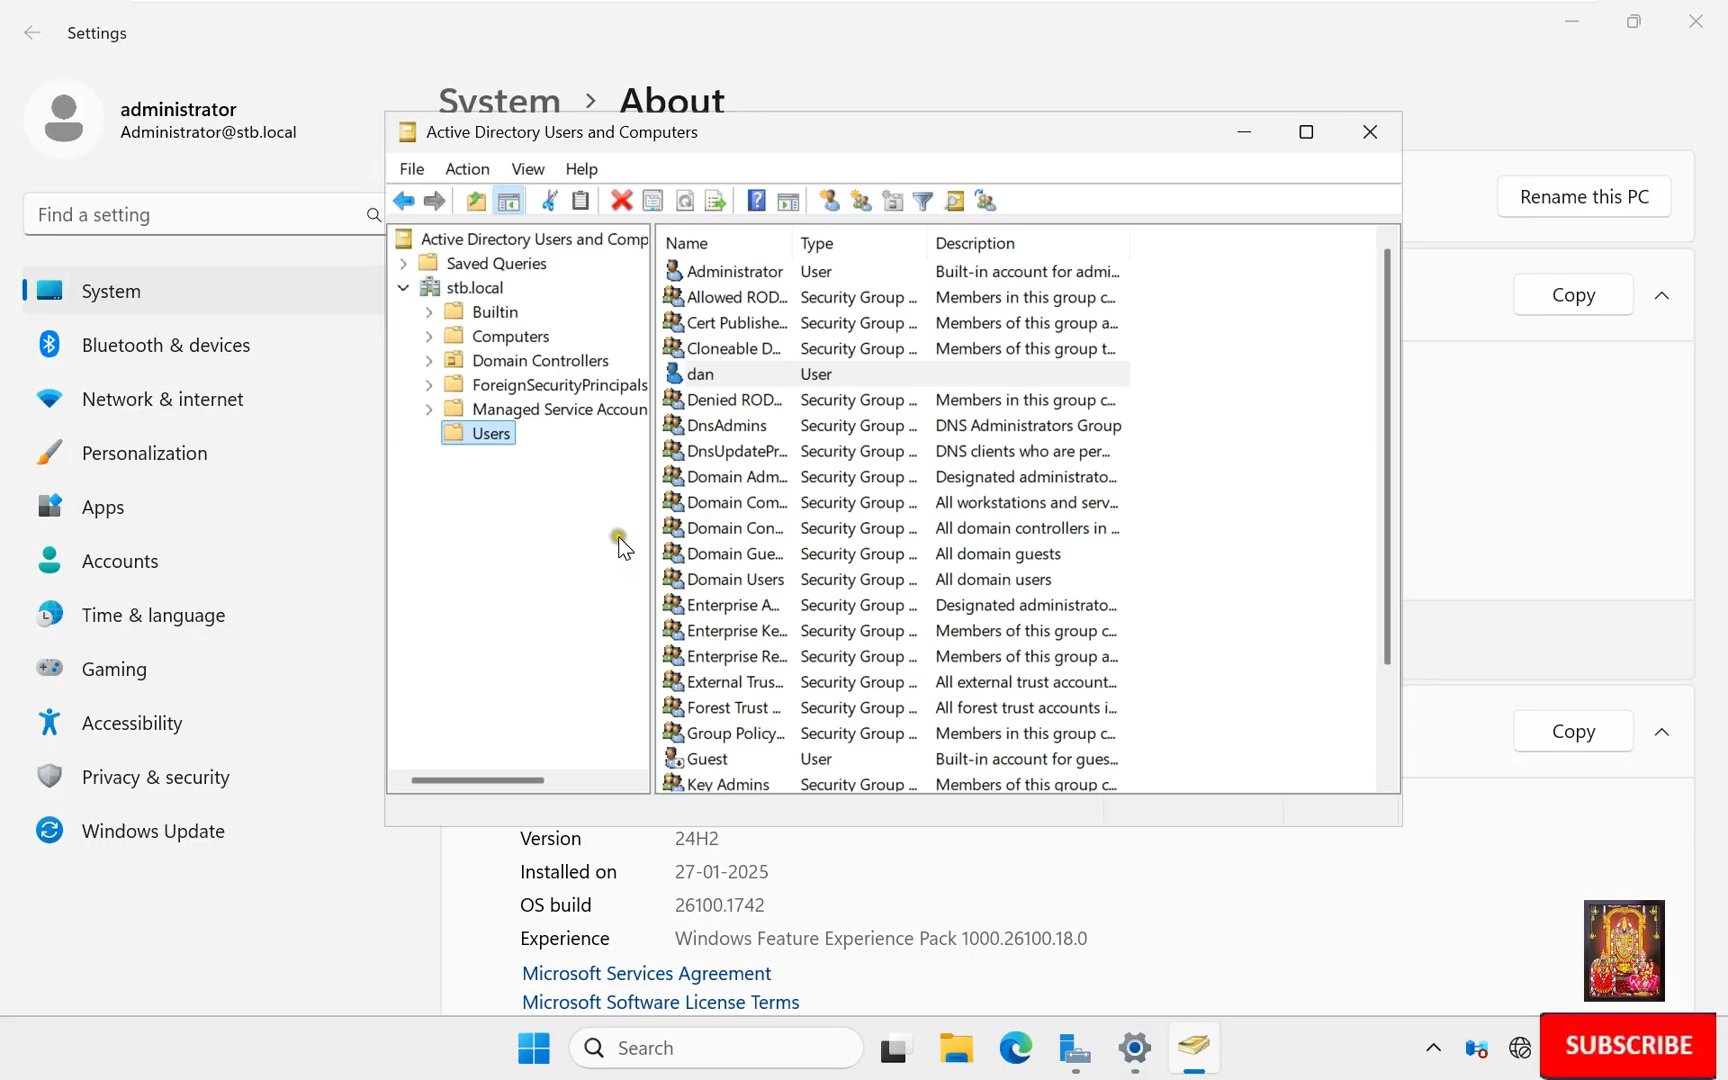 Settings
administrator
Administrator@stb.local
Find a setting
System
Bluetooth & devices
Network & internet
Personalization
Apps
Accounts
Time & language
Gaming
Accessibility
Privacy & security
Windows Update
System > About
Rename this PC
Copy
Copy
Active Directory Users and Computers
File Action View Help
Active Directory Users and Comp
Saved Queries
stb.local
Builtin
Computers
Domain Controllers
ForeignSecurityPrincipals
Managed Service Accoun
Users
Name Type Description
Administrator User Built-in account for admi...
Allowed ROD... Security Group ... Members in this group c...
Cert Publishe... Security Group ... Members of this group a...
Cloneable D... Security Group ... Members of this group t...
dan User
Denied ROD... Security Group ... Members in this group c...
DnsAdmins Security Group ... DNS Administrators Group
DnsUpdatePr... Security Group ... DNS clients who are per...
Domain Adm... Security Group ... Designated administrato...
Domain Com... Security Group ... All workstations and serv...
Domain Con... Security Group ... All domain controllers in ...
Domain Gue... Security Group ... All domain guests
Domain Users Security Group ... All domain users
Enterprise A... Security Group ... Designated administrato...
Enterprise Ke... Security Group ... Members of this group c...
Enterprise Re... Security Group ... Members of this group a...
External Trus... Security Group ... All external trust account...
Forest Trust ... Security Group ... All forest trust accounts i...
Group Policy... Security Group ... Members in this group c...
Guest User Built-in account for gues...
Key Admins Security Group ... Members of this group c...
Version 24H2
Installed on 27-01-2025
OS build 26100.1742
Experience Windows Feature Experience Pack 1000.26100.18.0
Microsoft Services Agreement
Microsoft Software License Terms
Search
SUBSCRIBE